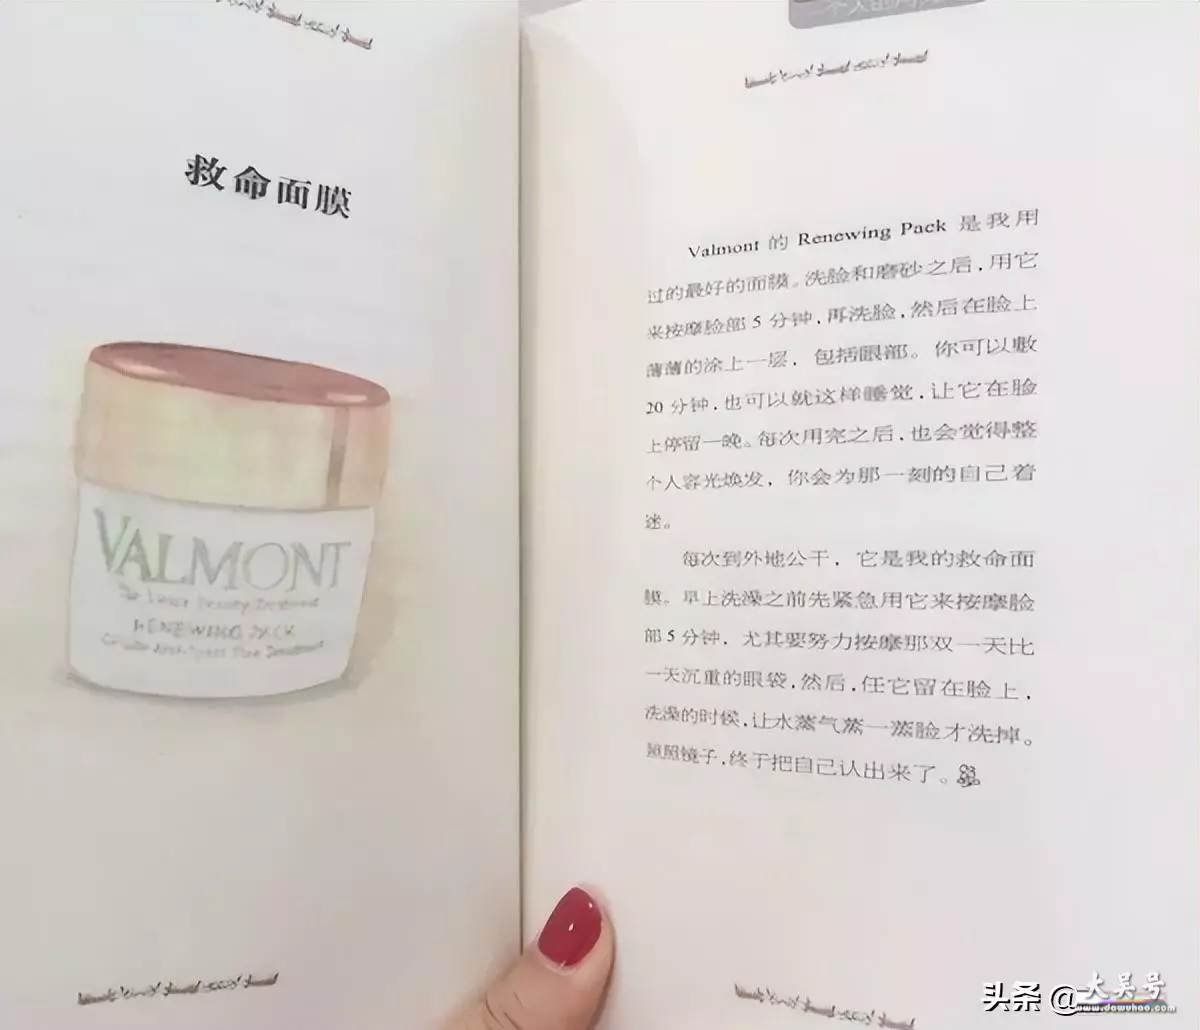 救命面膜
VALMONT
RENEWING PACK
Valmont 的 Renewing Pack 是我用
过的最好的面膜。洗脸和磨砂之后，用它
来按摩脸部 5 分钟，再洗脸，然后在脸上
薄薄的涂上一层，包括眼部。你可以敷
20 分钟，也可以就这样睡觉，让它在脸
上停留一晚。每次用完之后，也会觉得整
个人容光焕发，你会为那一刻的自己着
迷。
每次到外地公干，它是我的救命面
膜。早上洗澡之前先紧急用它来按摩脸
部 5 分钟，尤其要努力按摩那双一天比
一天沉重的眼袋，然后，任它留在脸上，
洗澡的时候，让水蒸气蒸一蒸脸才洗掉。
照照镜子，终于把自己认出来了。
头条 @大吴号
www.dawuhao.com